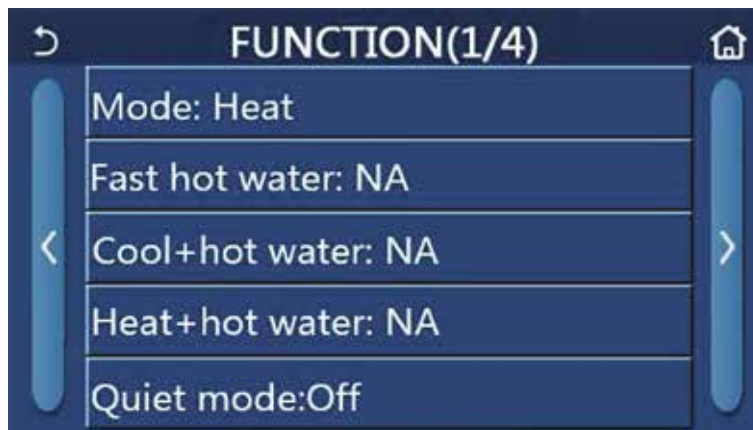 FUNCTION(1/4)
Mode: Heat
Fast hot water: NA
Cool+hot water: NA
Heat+hot water: NA
Quiet mode:Off